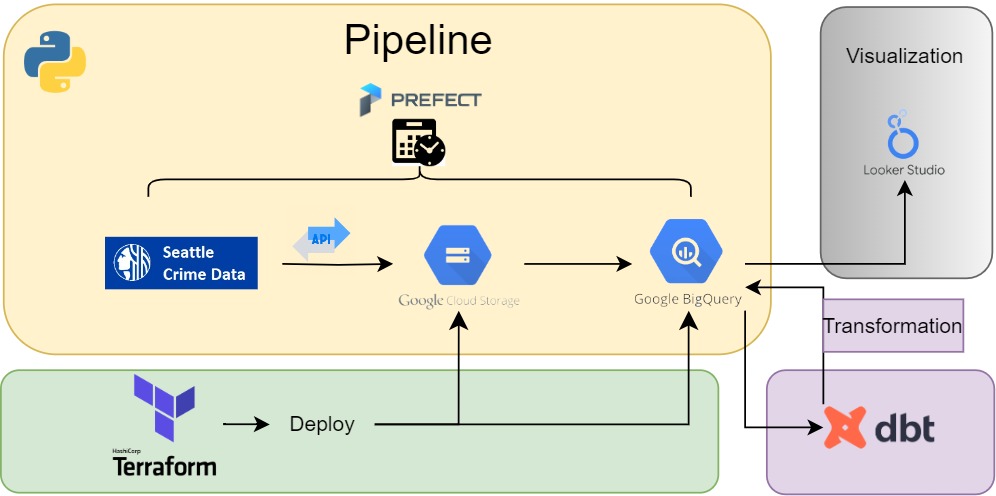 Pipeline
PREFECT
Visualization
Looker Studio
API
Seattle
Crime Data
Google Cloud Storage
Google BigQuery
Transformation
Deploy
HashiCorp
Terraform
dbt